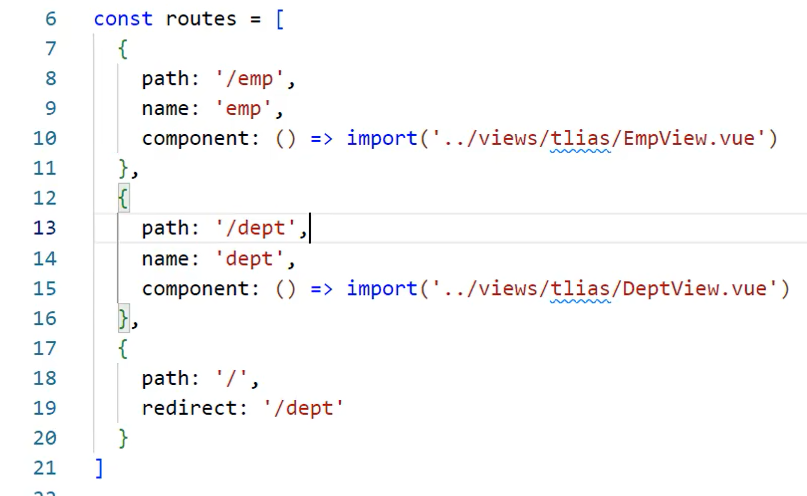 6 const routes = [
7 {
8 path: '/emp',
9 name: 'emp',
10 component: () => import('../views/tlias/EmpView.vue')
11 },
12 {
13 path: '/dept',
14 name: 'dept',
15 component: () => import('../views/tlias/DeptView.vue')
16 },
17 {
18 path: '/',
19 redirect: '/dept'
20 }
21 ]